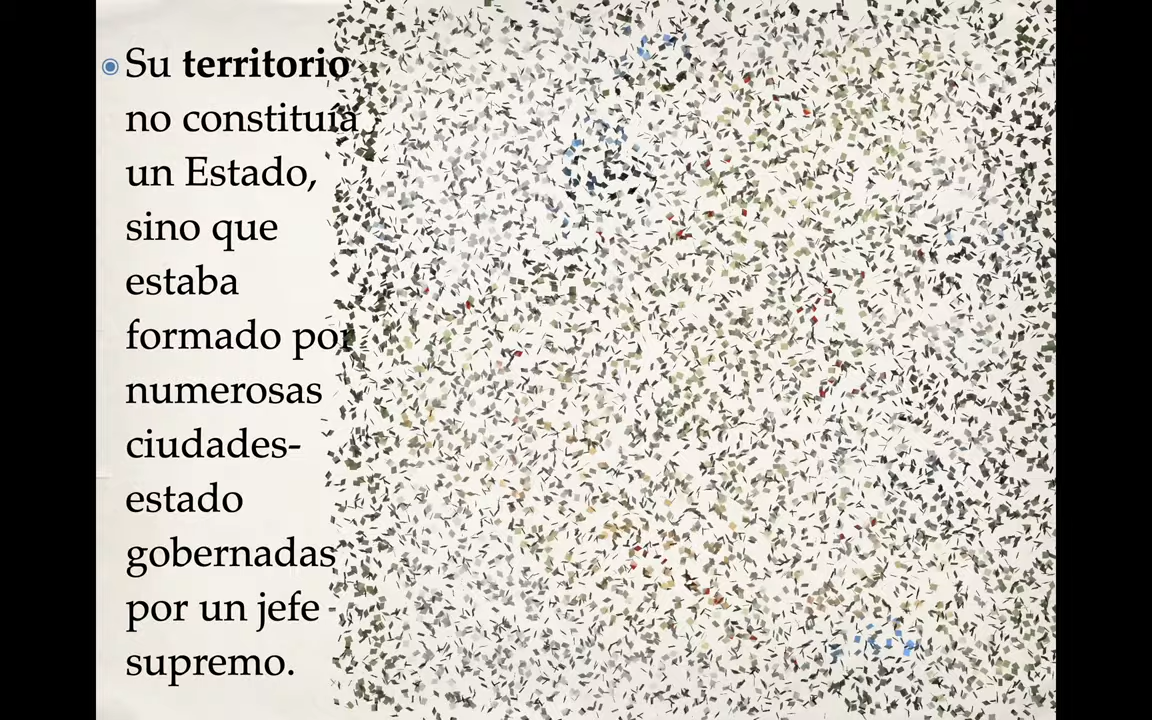 Su territorio
no constituía
un Estado,
sino que
estaba
formado por
numerosas
ciudades-
estado
gobernadas
por un jefe
supremo.